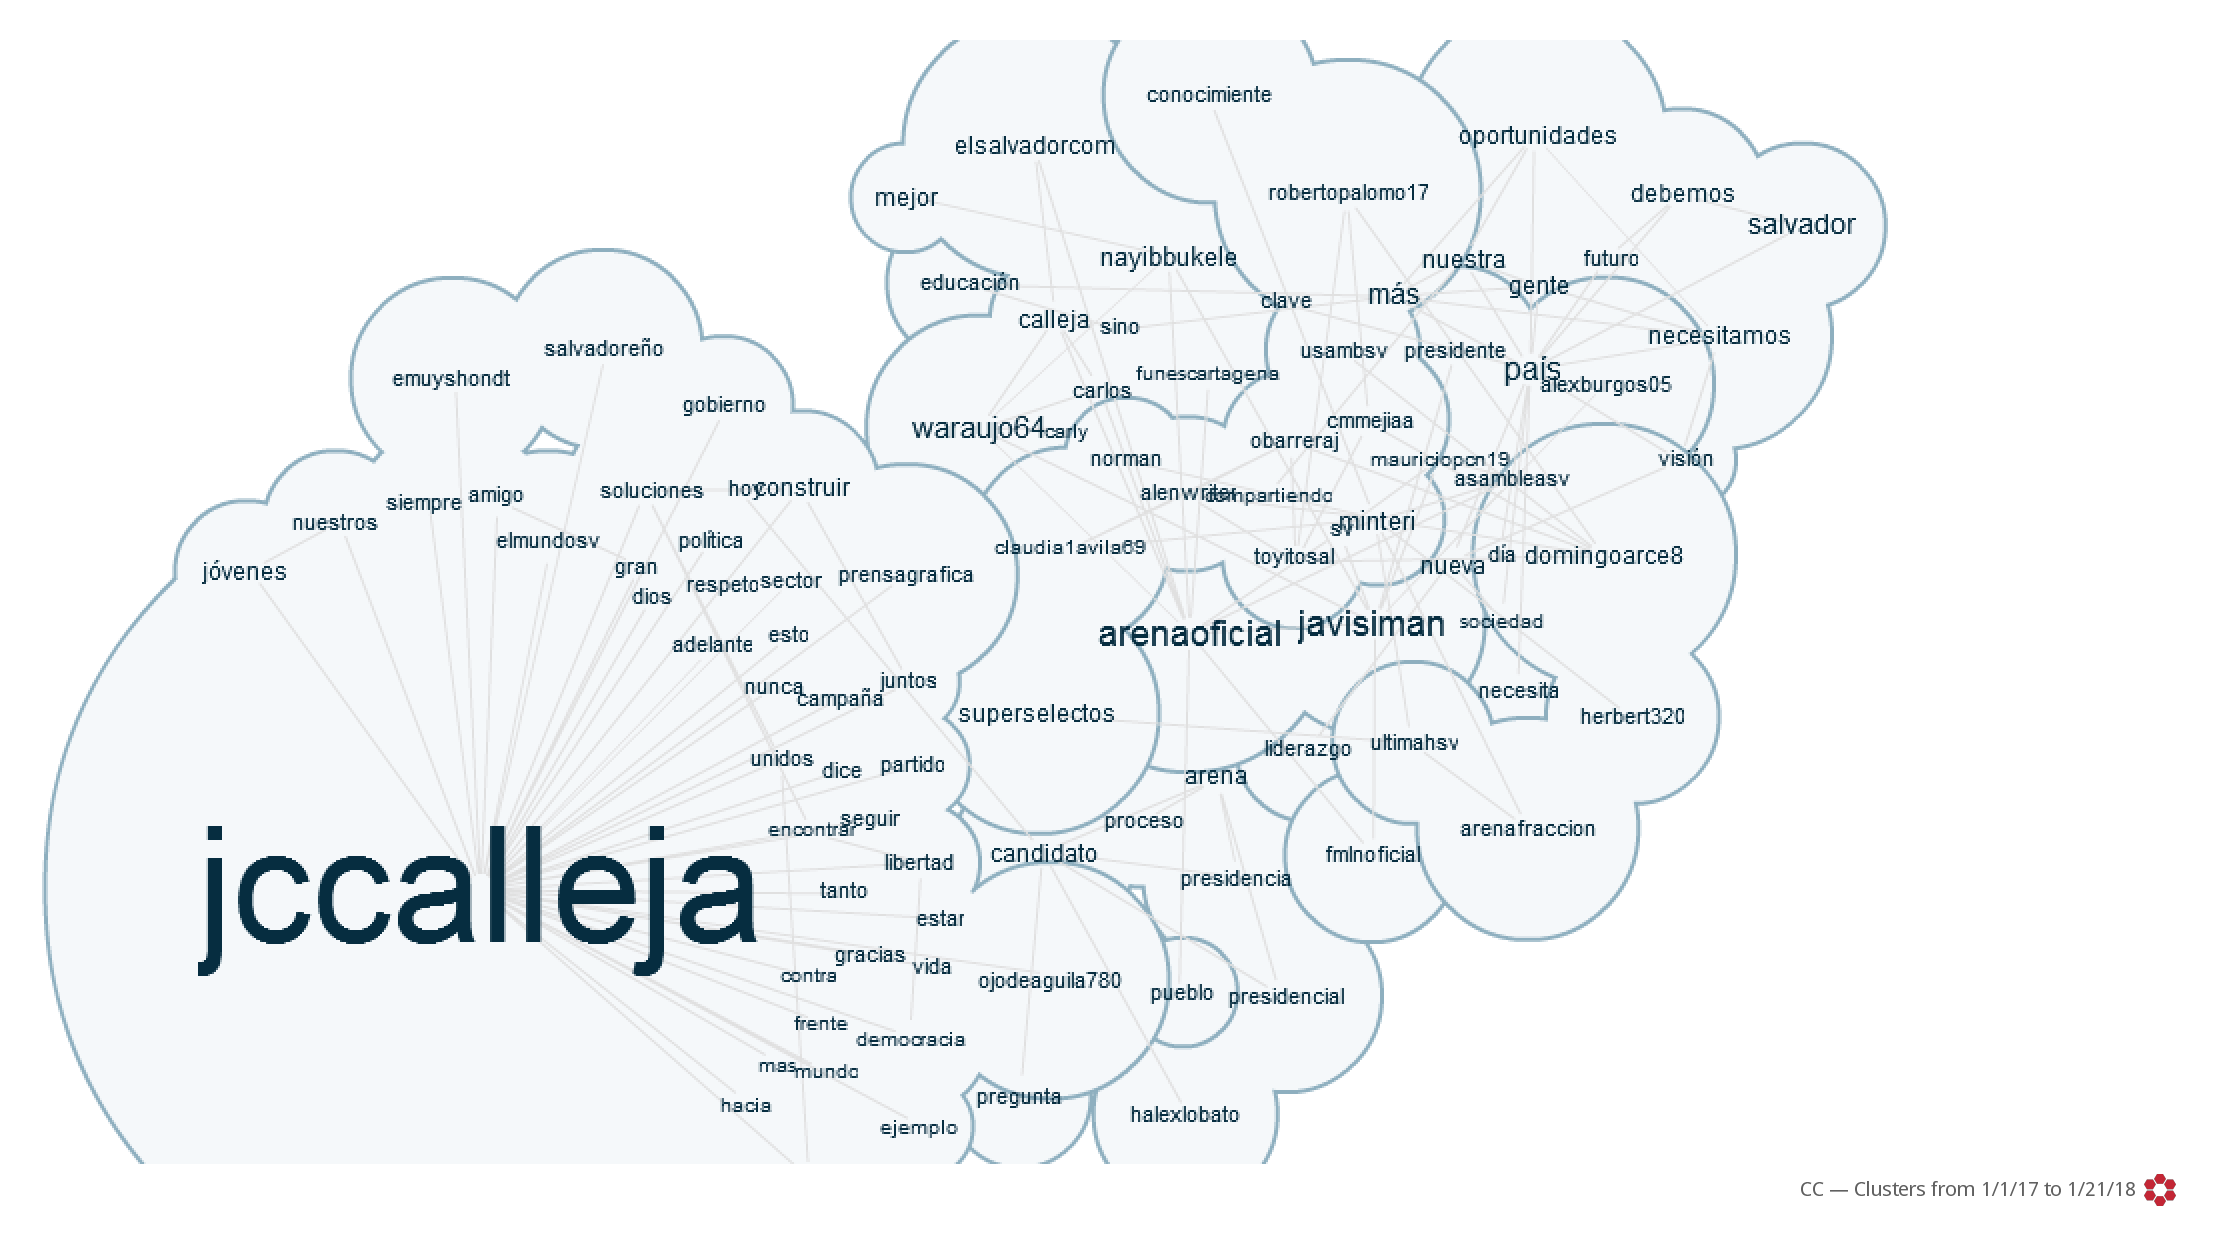 conocimiente
elsalvadorcom
oportunidades
mejor
robertopalomo17
debemos
salvador
nayibbukele
nuestra
futuro
educación
clave
más
gente
calleja
sino
necesitamos
salvadoreño
usambsv
presidente
país
emuyshondt
funescartagena
alexburgos05
carlos
gobierno
waraujo64
carly
cmmejiaa
obarreraj
norman
mauriciopcn19
visión
asambleasv
siempre
amigo
soluciones
hoy
construir
alenwriter
compartiendo
nuestros
sv
minteri
elmundosv
política
claudia1avila69
toyitosal
día
domingoarce8
jóvenes
gran
dios
respeto
sector
prensagrafica
nueva
adelante
esto
arenaoficial
javisiman
sociedad
nunca
campaña
juntos
superselectos
necesita
herbert320
unidos
dice
partido
liderazgo
ultimahsv
arena
encontrar
seguir
proceso
arenafraccion
jccalleja
libertad
candidato
fmlnoficial
tanto
presidencia
estar
gracias
vida
contra
ojodeaguila780
pueblo
presidencial
frente
democracia
mas
mundo
hacia
pregunta
ejemplo
halexlobato
CC — Clusters from 1/1/17 to 1/21/18